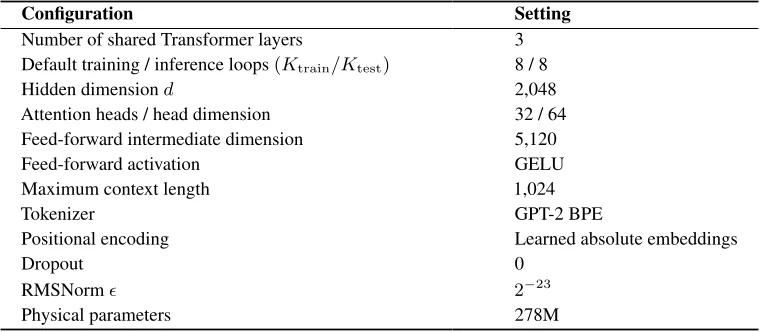 Configuration Setting
Number of shared Transformer layers 3
Default training / inference loops (K_train/K_test) 8 / 8
Hidden dimension d 2,048
Attention heads / head dimension 32 / 64
Feed-forward intermediate dimension 5,120
Feed-forward activation GELU
Maximum context length 1,024
Tokenizer GPT-2 BPE
Positional encoding Learned absolute embeddings
Dropout 0
RMSNorm ϵ 2^−23
Physical parameters 278M